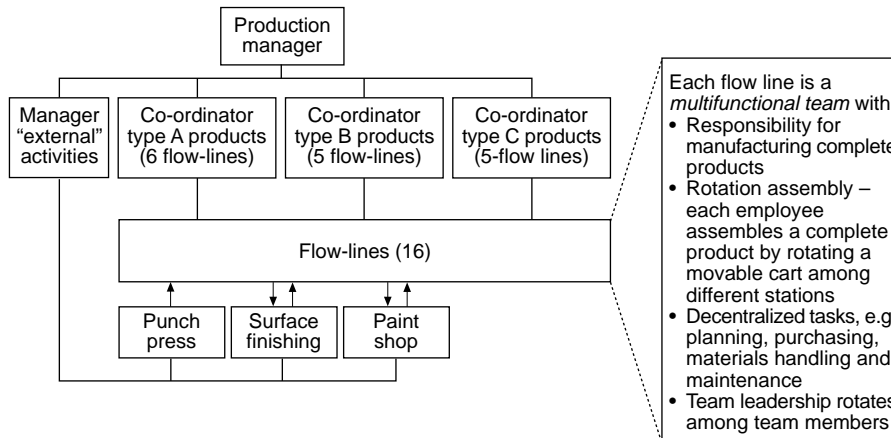 Production
manager
Manager
“external”
activities
Co-ordinator
type A products
(6 flow-lines)
Co-ordinator
type B products
(5 flow-lines)
Co-ordinator
type C products
(5-flow lines)
Flow-lines (16)
Punch
press
Surface
finishing
Paint
shop
Each flow line is a
multifunctional team with
• Responsibility for
manufacturing complete
products
• Rotation assembly –
each employee
assembles a complete
product by rotating a
movable cart among
different stations
• Decentralized tasks, e.g
planning, purchasing,
materials handling and
maintenance
• Team leadership rotates
among team members